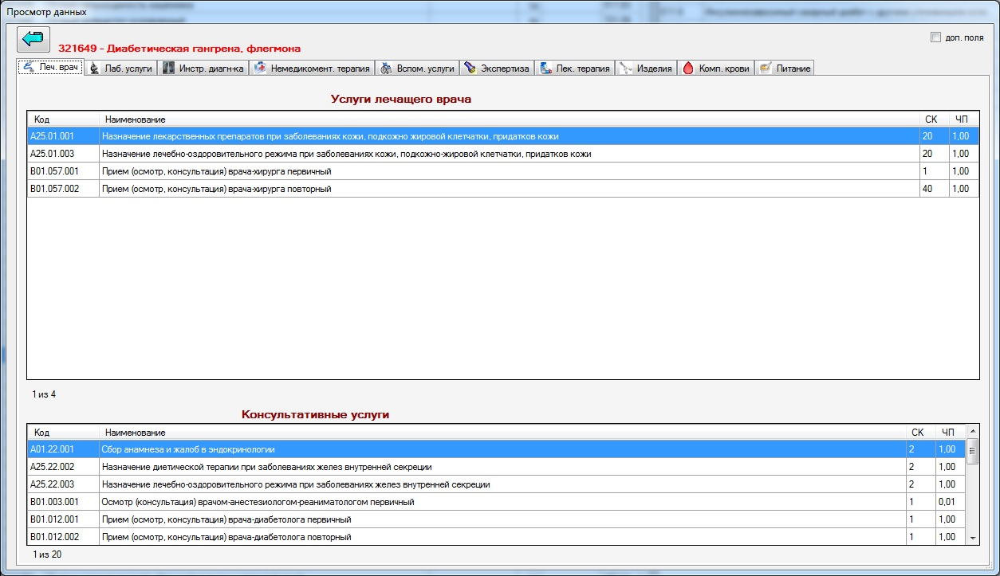 Просмотр данных
321649 - Диабетическая гангрена, флегмона
доп. поля
Леч. врач Лаб. услуги Инстр. диагн-ка Немедикомент. терапия Вспом. услуги Экспертиза Лек. терапия Изделия Комп. крови Питание
Услуги лечащего врача
Код Наименование СК ЧП
A25.01.001 Назначение лекарственных препаратов при заболеваниях кожи, подкожно жировой клетчатки, придатков кожи 20 1,00
A25.01.003 Назначение лечебно-оздоровительного режима при заболеваниях кожи, подкожно-жировой клетчатки, придатков кожи 20 1,00
B01.057.001 Прием (осмотр, консультация) врача-хирурга первичный 1 1,00
B01.057.002 Прием (осмотр, консультация) врача-хирурга повторный 40 1,00
1 из 4
Консультативные услуги
Код Наименование СК ЧП
A01.22.001 Сбор анамнеза и жалоб в эндокринологии 2 1,00
A25.22.002 Назначение диетической терапии при заболеваниях желез внутренней секреции 2 1,00
A25.22.003 Назначение лечебно-оздоровительного режима при заболеваниях желез внутренней секреции 2 1,00
B01.003.001 Осмотр (консультация) врачом-анестезиологом-реаниматологом первичный 1 0,01
B01.012.001 Прием (осмотр, консультация) врача-диабетолога первичный 1 1,00
B01.012.002 Прием (осмотр, консультация) врача-диабетолога повторный 1 1,00
1 из 20